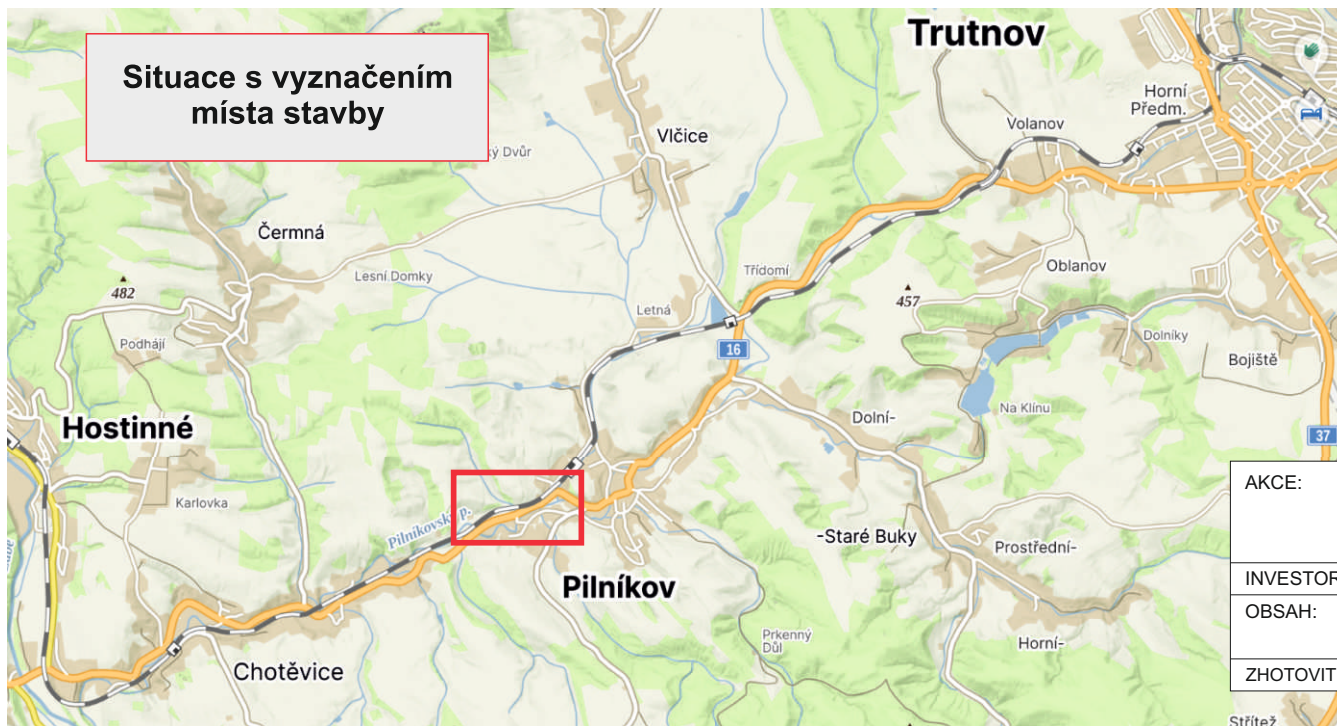 Situace s vyznačením
místa stavby
Trutnov
Horní
Předm.
Volanov
Vlčice
ký Dvůr
Čermná
Lesní Domky
Třídomí
Oblanov
482
457
Letná
Podhájí
16
Dolníky
Bojiště
Hostinné
Dolní-
Na Klínu
37
Karlovka
Pilníkovský p.
AKCE:
-Staré Buky
Prostřední-
Pilníkov
INVESTOR
OBSAH:
Prkenný
Důl
Horní-
Chotěvice
ZHOTOVIT
Střítež